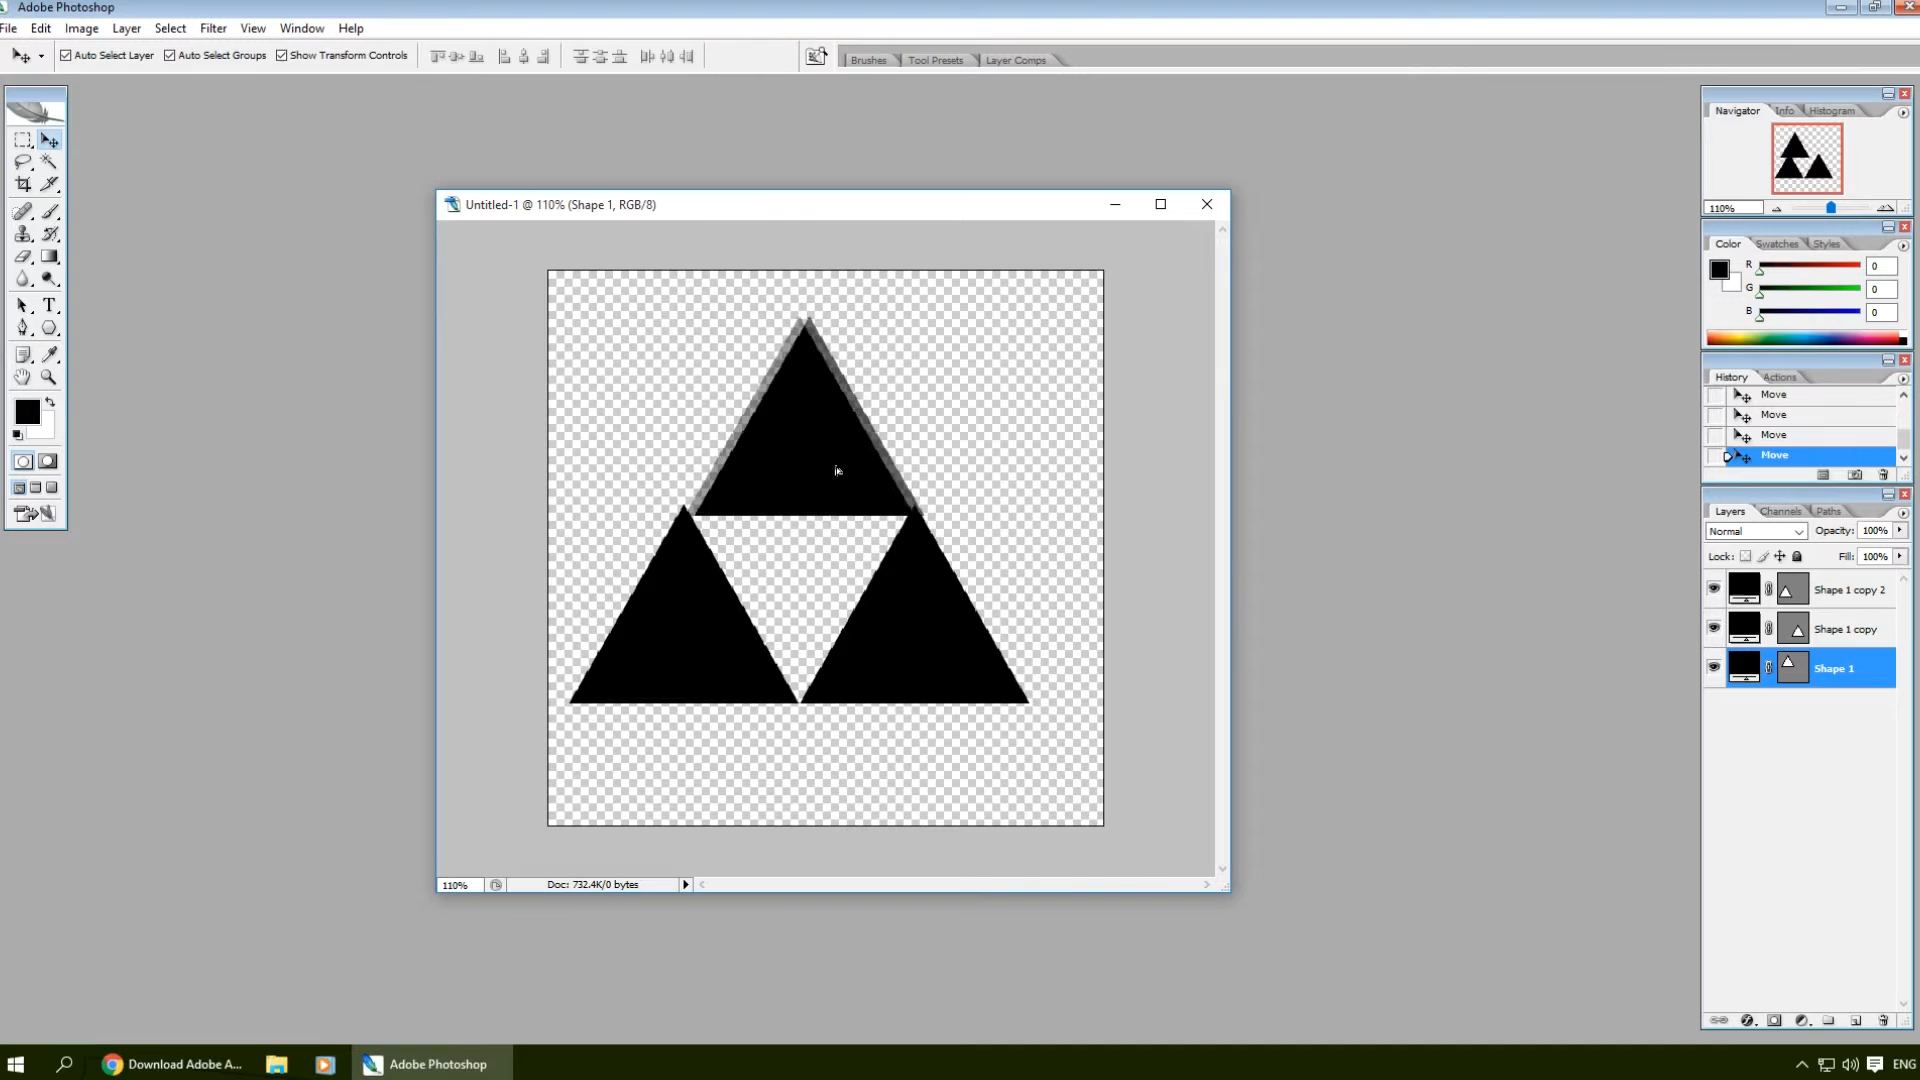 Adobe Photoshop
File Edit Image Layer Select Filter View Window Help
Auto Select Layer Auto Select Groups Show Transform Controls
Brushes Tool Presets Layer Comps
Navigator Info Histogram
110%
Untitled-1 @ 110% (Shape 1, RGB/8)
Color Swatches Styles
R 0
G 0
B 0
T
History Actions
Move
Move
Move
Move
Layers Channels Paths
Normal Opacity: 100%
Lock: Fill: 100%
Shape 1 copy 2
Shape 1 copy
Shape 1
110% Doc: 732.4K/0 bytes
Download Adobe A... Adobe Photoshop ENG